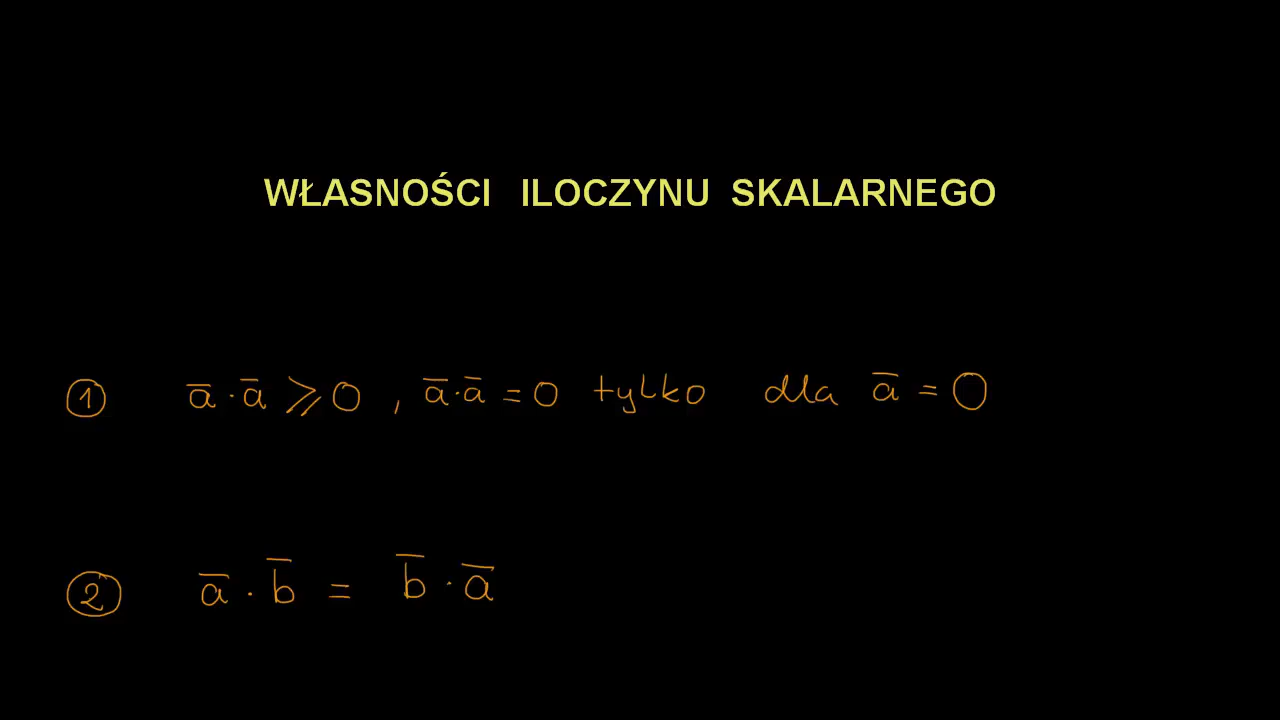 WŁASNOŚCI ILOCZYNU SKALARNEGO
① a̅ · a̅ ⩾ 0 , a̅ · a̅ = 0 tylko dla a̅ = 0
② a̅ · b̅ = b̅ · a̅